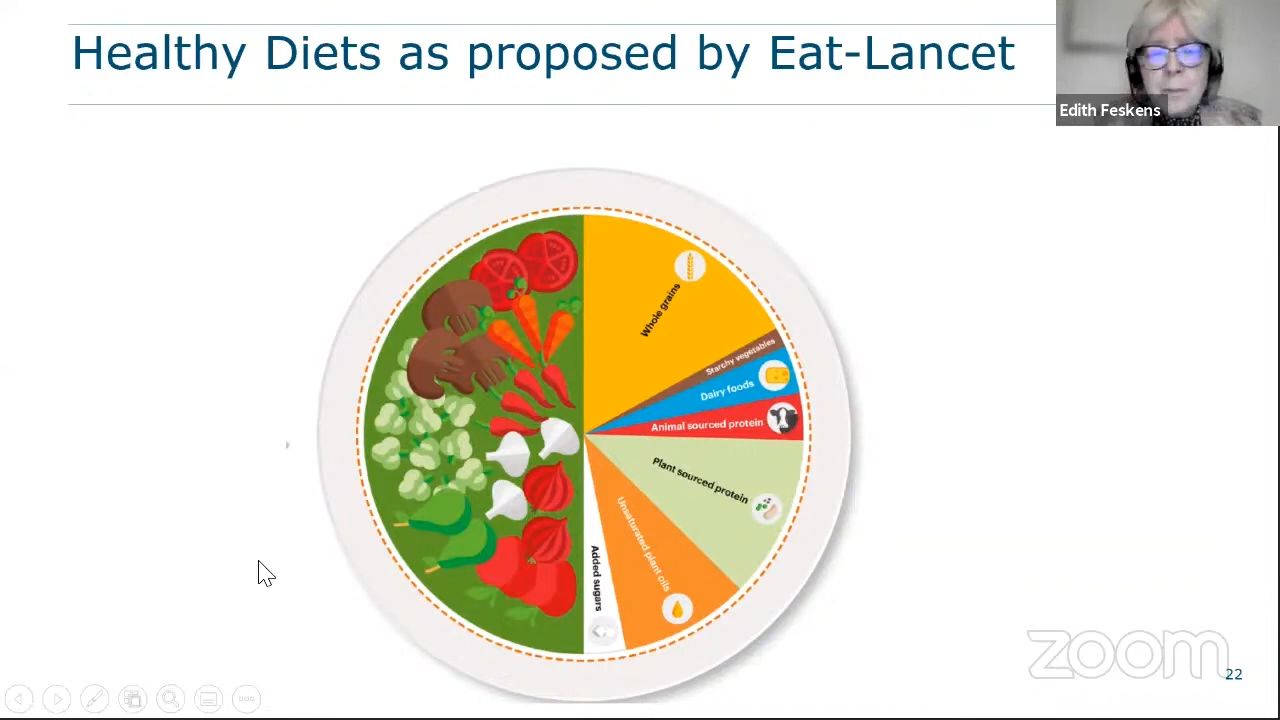 Healthy Diets as proposed by Eat-Lancet
Edith Feskens
Whole grains
Starchy vegetables
Dairy foods
Animal sourced protein
Plant sourced protein
Unsaturated plant oils
Added sugars
zoom
22